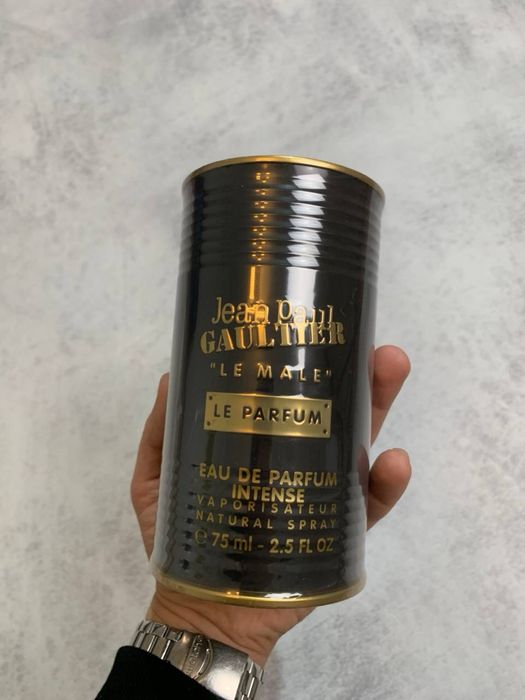 Jean Paul
GAULTIER
"LE MALE"
LE PARFUM
EAU DE PARFUM
INTENSE
VAPORISATEUR
NATURAL SPRAY
e 75 ml - 2.5 FL OZ